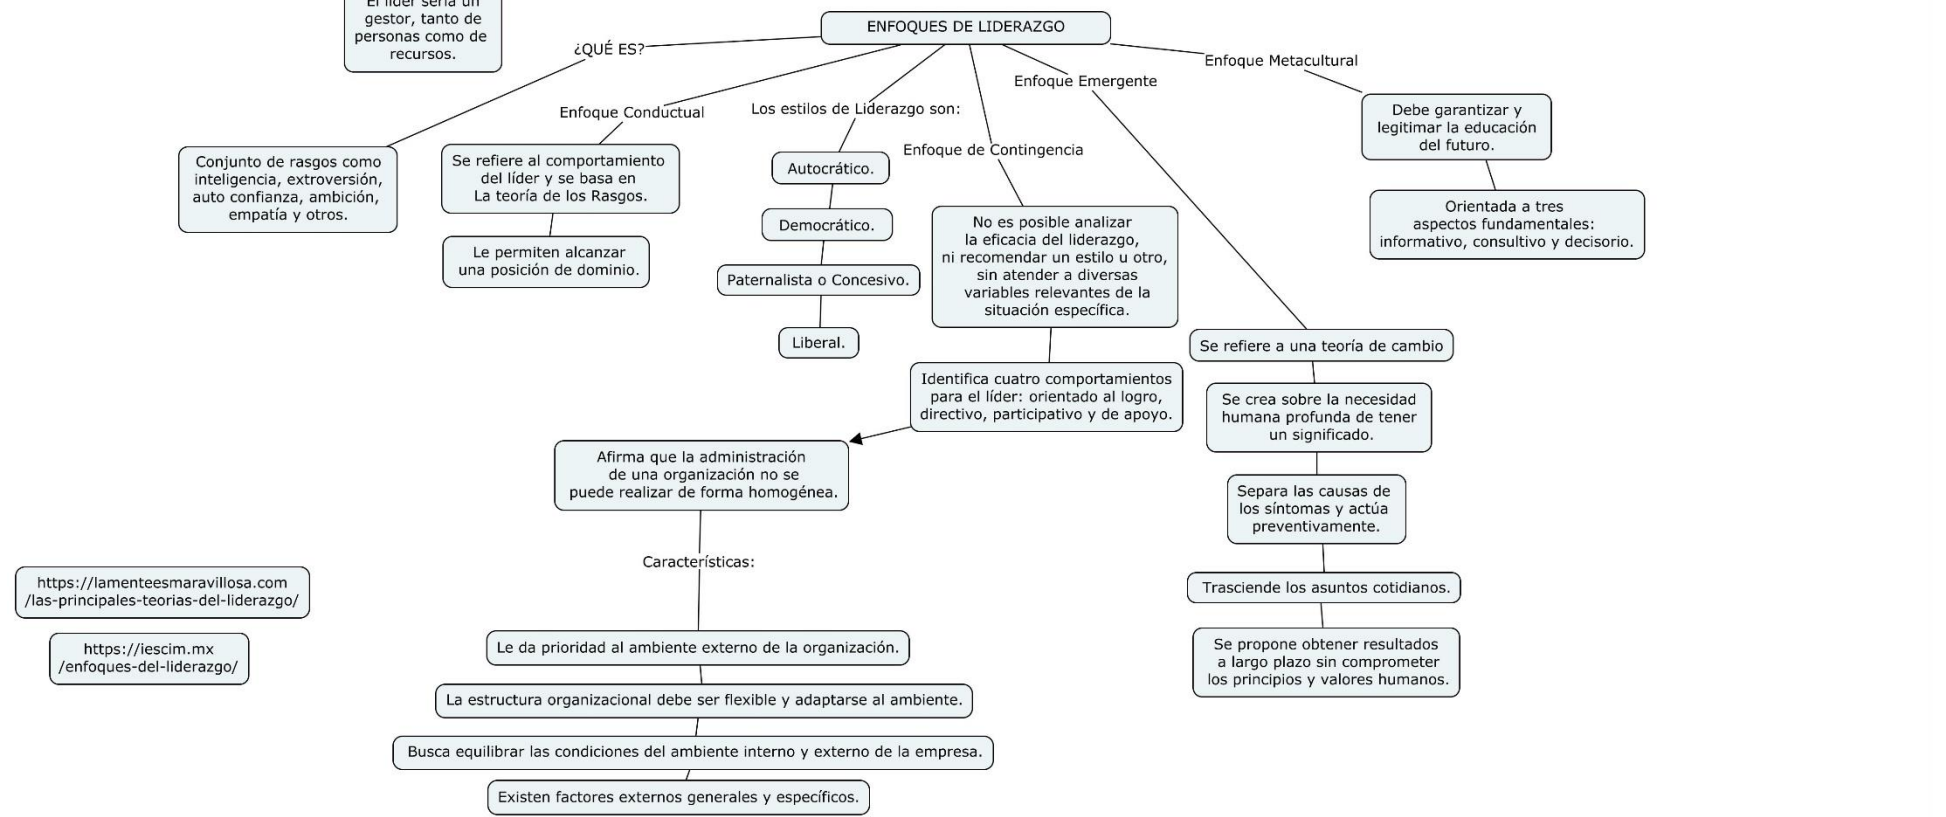 El líder sería un
gestor, tanto de
personas como de
recursos.
ENFOQUES DE LIDERAZGO
¿QUÉ ES?
Conjunto de rasgos como
inteligencia, extroversión,
auto confianza, ambición,
empatía y otros.
Enfoque Conductual
Se refiere al comportamiento
del líder y se basa en
La teoría de los Rasgos.
Le permiten alcanzar
una posición de dominio.
Los estilos de Liderazgo son:
Autocrático.
Democrático.
Paternalista o Concesivo.
Liberal.
Enfoque de Contingencia
No es posible analizar
la eficacia del liderazgo,
ni recomendar un estilo u otro,
sin atender a diversas
variables relevantes de la
situación específica.
Identifica cuatro comportamientos
para el líder: orientado al logro,
directivo, participativo y de apoyo.
Afirma que la administración
de una organización no se
puede realizar de forma homogénea.
Características:
Le da prioridad al ambiente externo de la organización.
La estructura organizacional debe ser flexible y adaptarse al ambiente.
Busca equilibrar las condiciones del ambiente interno y externo de la empresa.
Existen factores externos generales y específicos.
Enfoque Emergente
Se refiere a una teoría de cambio
Se crea sobre la necesidad
humana profunda de tener
un significado.
Separa las causas de
los síntomas y actúa
preventivamente.
Trasciende los asuntos cotidianos.
Se propone obtener resultados
a largo plazo sin comprometer
los principios y valores humanos.
Enfoque Metacultural
Debe garantizar y
legitimar la educación
del futuro.
Orientada a tres
aspectos fundamentales:
informativo, consultivo y decisorio.
https://lamenteesmaravillosa.com
/las-principales-teorias-del-liderazgo/
https://iescim.mx
/enfoques-del-liderazgo/